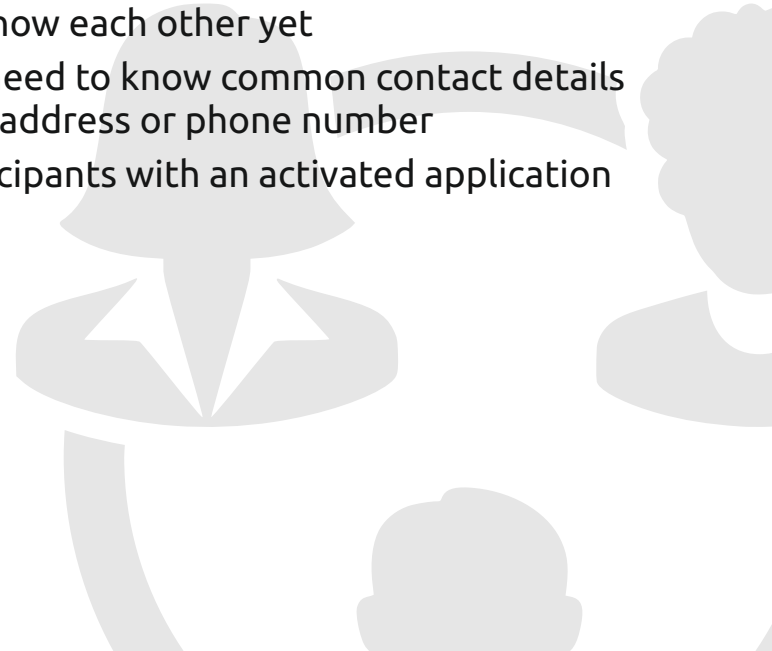 now each other yet
eed to know common contact details
address or phone number
cipants with an activated application